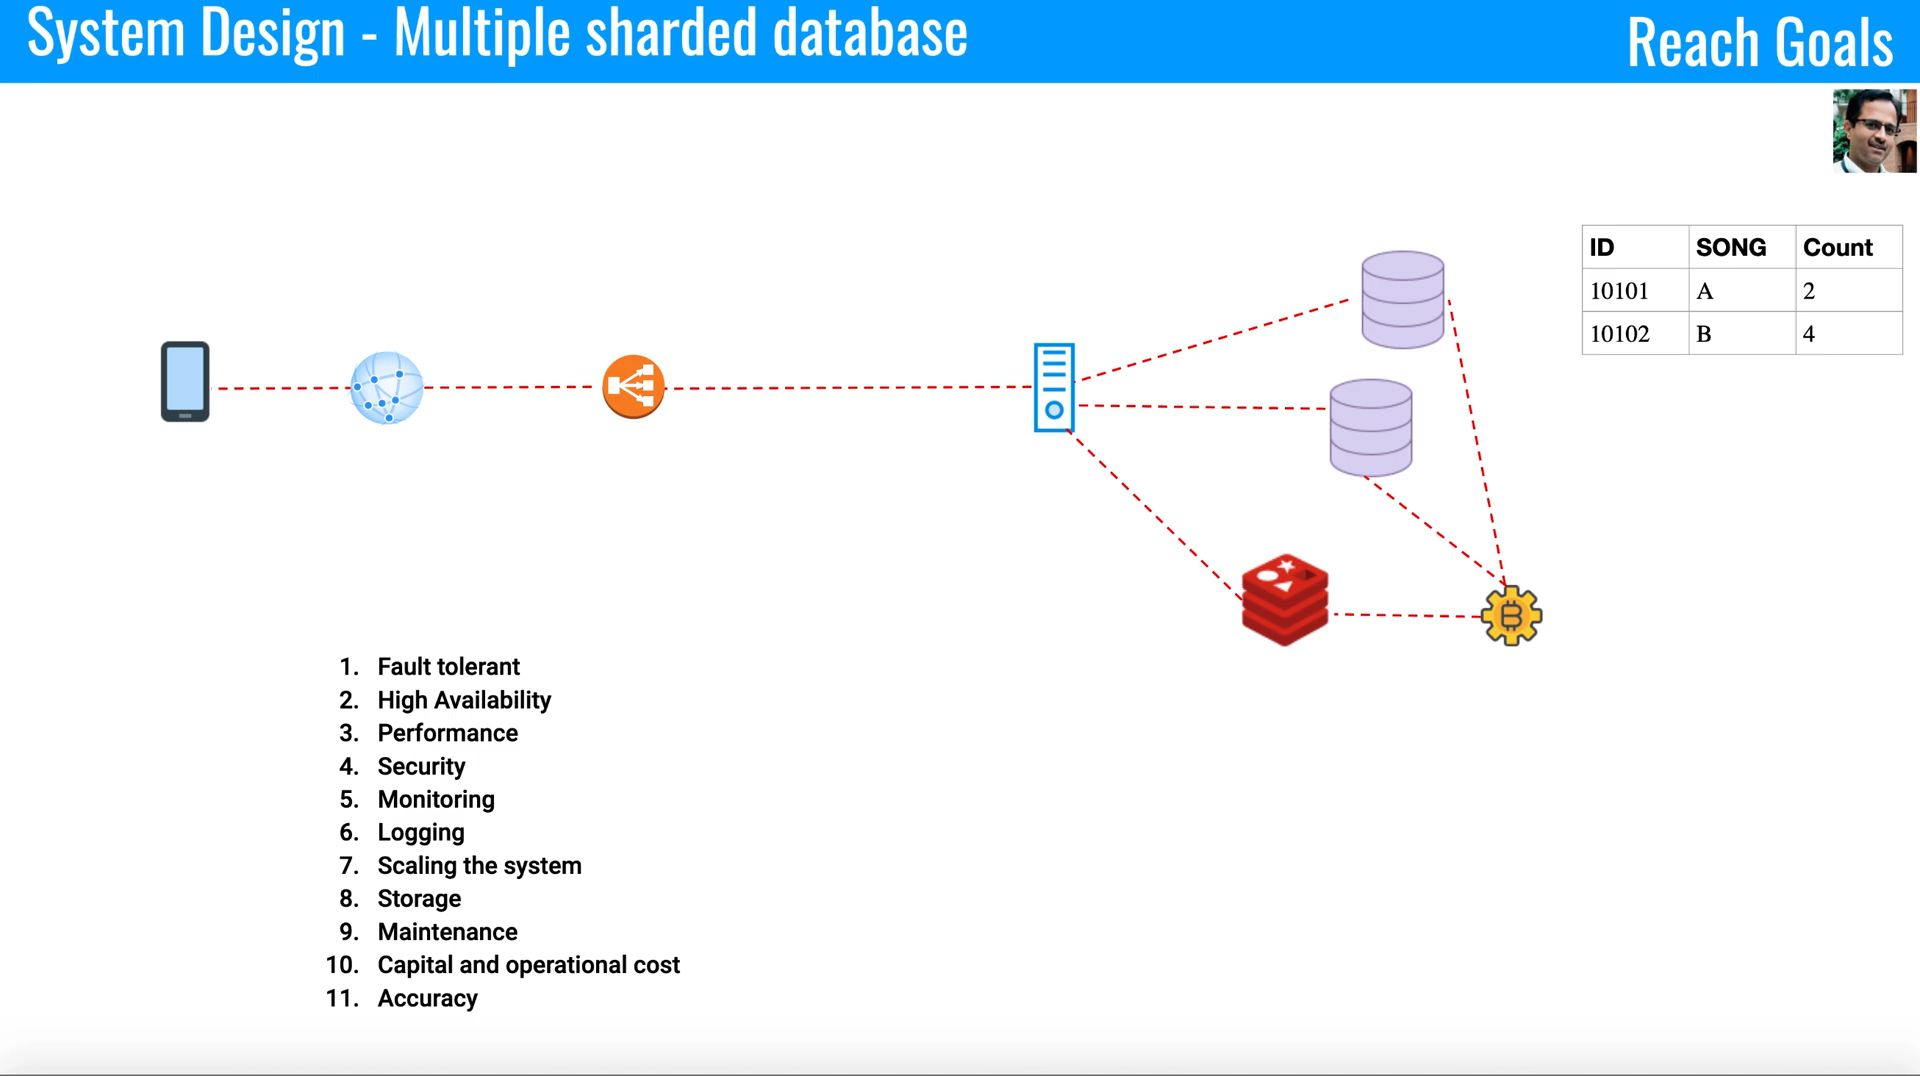 System Design - Multiple sharded database
Reach Goals
ID SONG Count
10101 A 2
10102 B 4
B
1. Fault tolerant
2. High Availability
3. Performance
4. Security
5. Monitoring
6. Logging
7. Scaling the system
8. Storage
9. Maintenance
10. Capital and operational cost
11. Accuracy